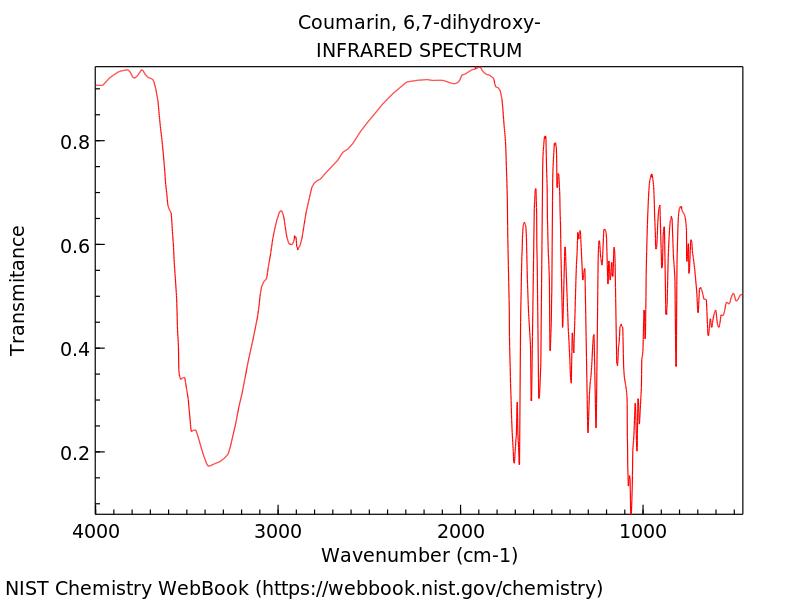 Coumarin, 6,7-dihydroxy-
INFRARED SPECTRUM
Transmitance
0.8
0.6
0.4
0.2
4000 3000 2000 1000
Wavenumber (cm-1)
NIST Chemistry WebBook (https://webbook.nist.gov/chemistry)